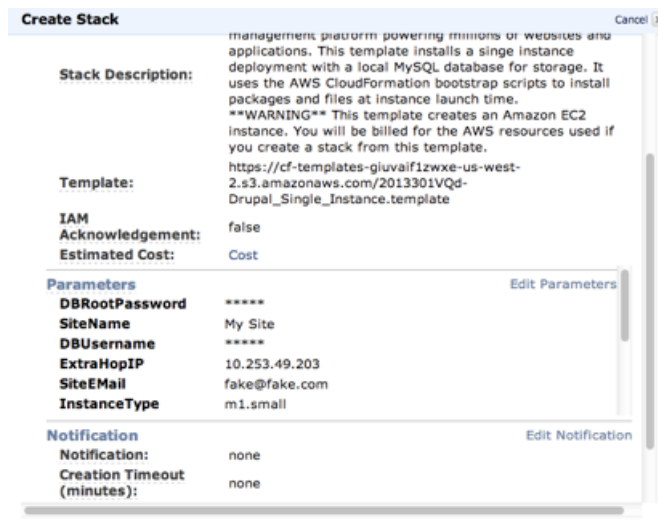 Create Stack
Cancel
management platform powering millions of websites and
applications. This template installs a singe instance
Stack Description:
deployment with a local MySQL database for storage. It
uses the AWS CloudFormation bootstrap scripts to install
packages and files at instance launch time.
**WARNING** This template creates an Amazon EC2
instance. You will be billed for the AWS resources used if
you create a stack from this template.
https://cf-templates-giuvaif1zwxe-us-west-
Template:
2.s3.amazonaws.com/2013301VQd-
Drupal_Single_Instance.template
IAM
Acknowledgement:
false
Estimated Cost:
Cost
Parameters
Edit Parameters
DBRootPassword
*****
SiteName
My Site
DBUsername
*****
ExtraHopIP
10.253.49.203
SiteEMail
fake@fake.com
InstanceType
m1.small
Notification
Edit Notification
Notification:
none
Creation Timeout
(minutes):
none